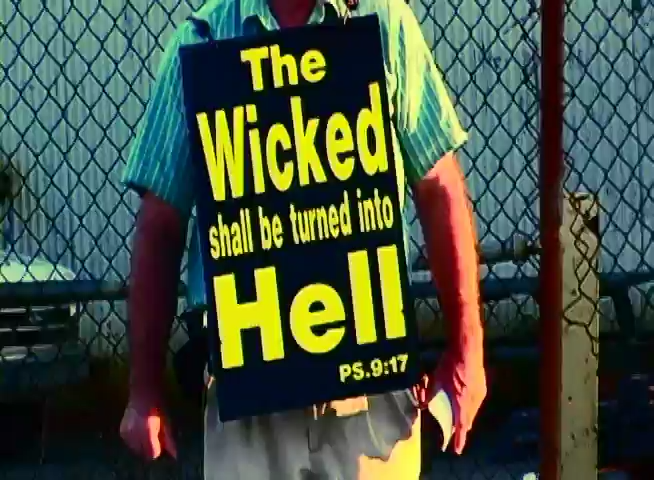 The
Wicked
shall be turned into
Hell
PS.9:17